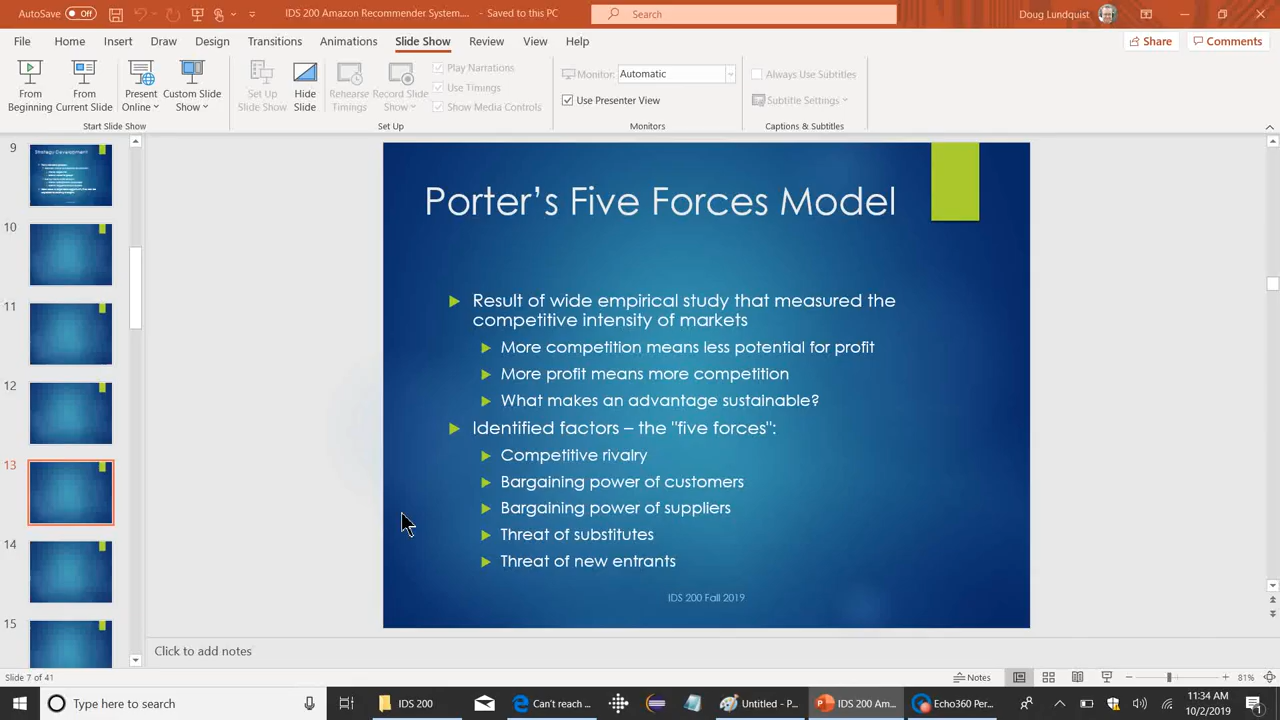 AutoSave Off IDS 200 Amazon Recommender System.... - Saved to this PC Search Doug Lundquist
File Home Insert Draw Design Transitions Animations Slide Show Review View Help Share Comments
From Beginning
From Current Slide
Present Online
Custom Slide Show
Set Up Slide Show
Hide Slide
Rehearse Timings
Record Slide Show
Play Narrations
Use Timings
Show Media Controls
Monitor: Automatic
Use Presenter View
Always Use Subtitles
Subtitle Settings
Start Slide Show Set Up Monitors Captions & Subtitles
9
Strategy Development
10
11
12
13
14
15
Porter's Five Forces Model
Result of wide empirical study that measured the
competitive intensity of markets
More competition means less potential for profit
More profit means more competition
What makes an advantage sustainable?
Identified factors – the "five forces":
Competitive rivalry
Bargaining power of customers
Bargaining power of suppliers
Threat of substitutes
Threat of new entrants
IDS 200 Fall 2019
Click to add notes
Slide 7 of 41 Notes 81%
Type here to search IDS 200 Can't reach ... Untitled - P... IDS 200 Am... Echo360 Per... 11:34 AM
10/2/2019